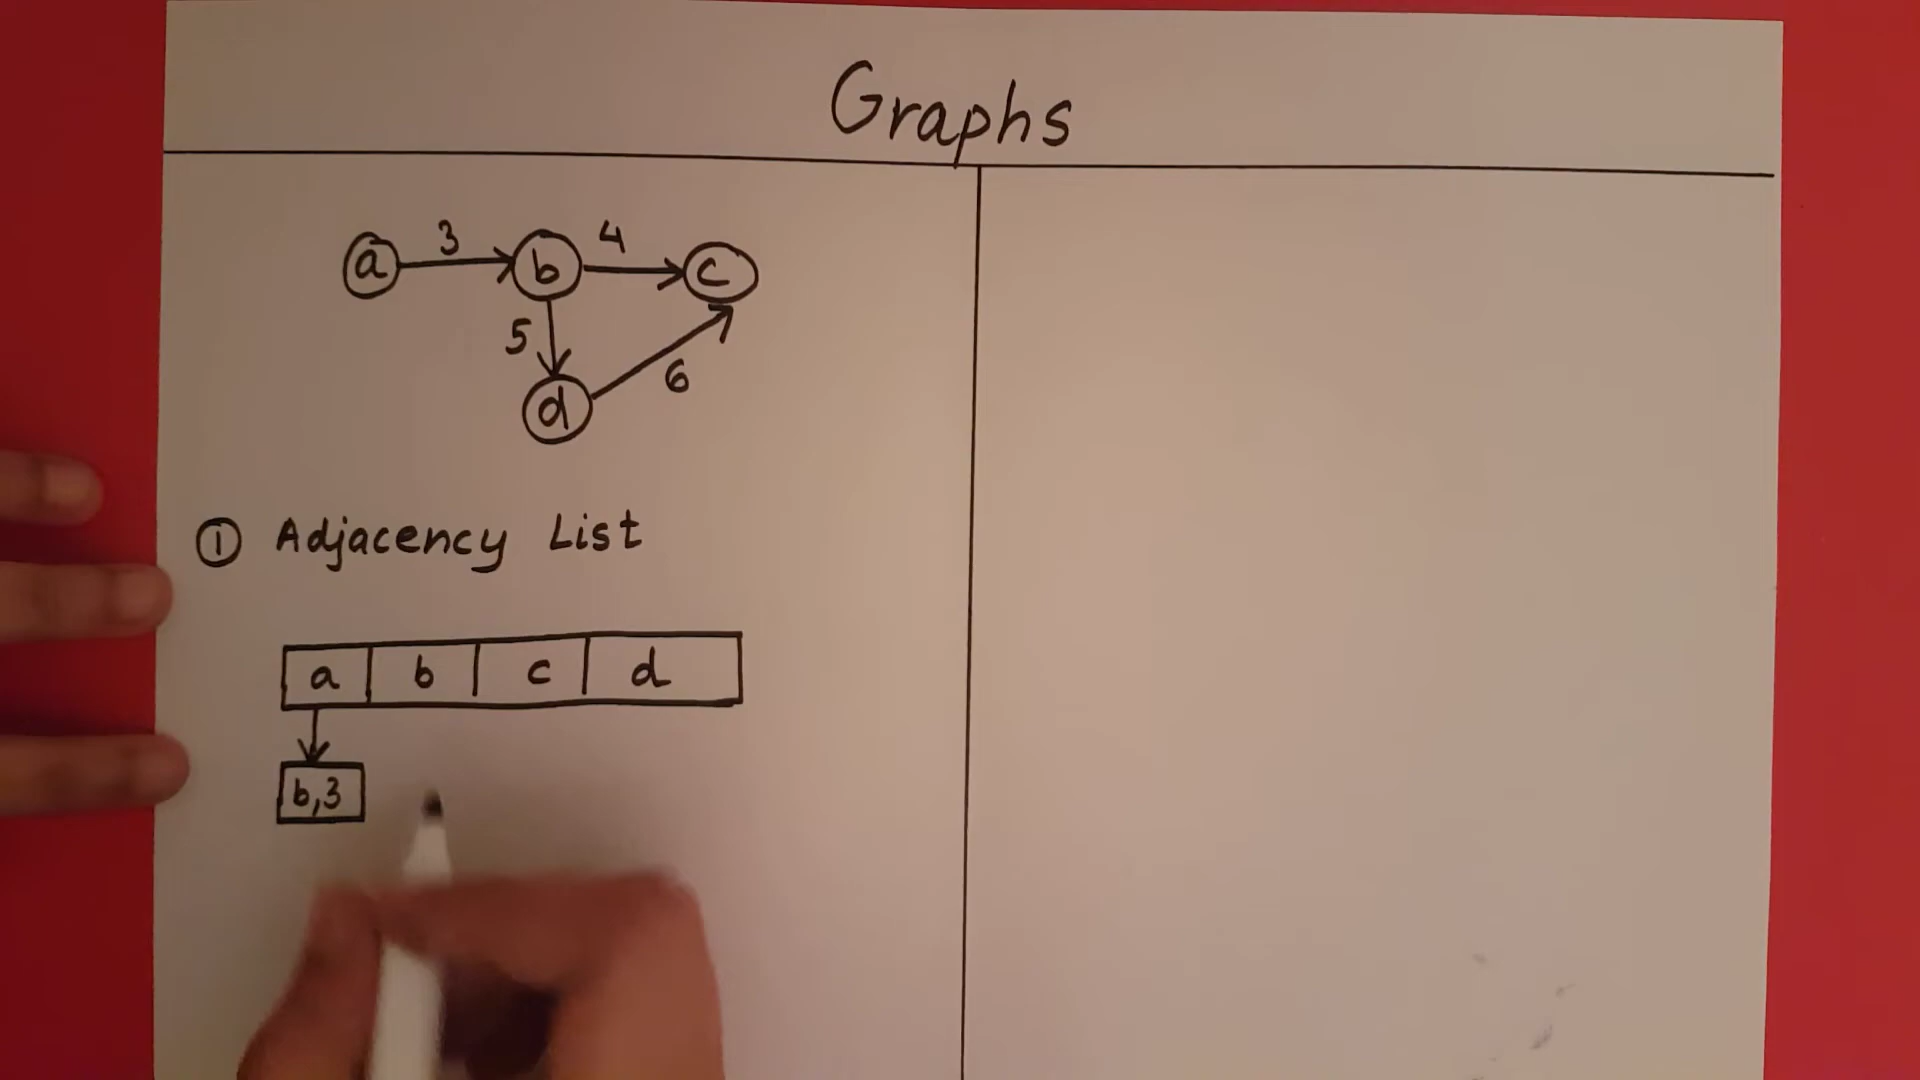 Graphs
a 3 b 4 c
5
6
d
① Adjacency List
a b c d
b,3